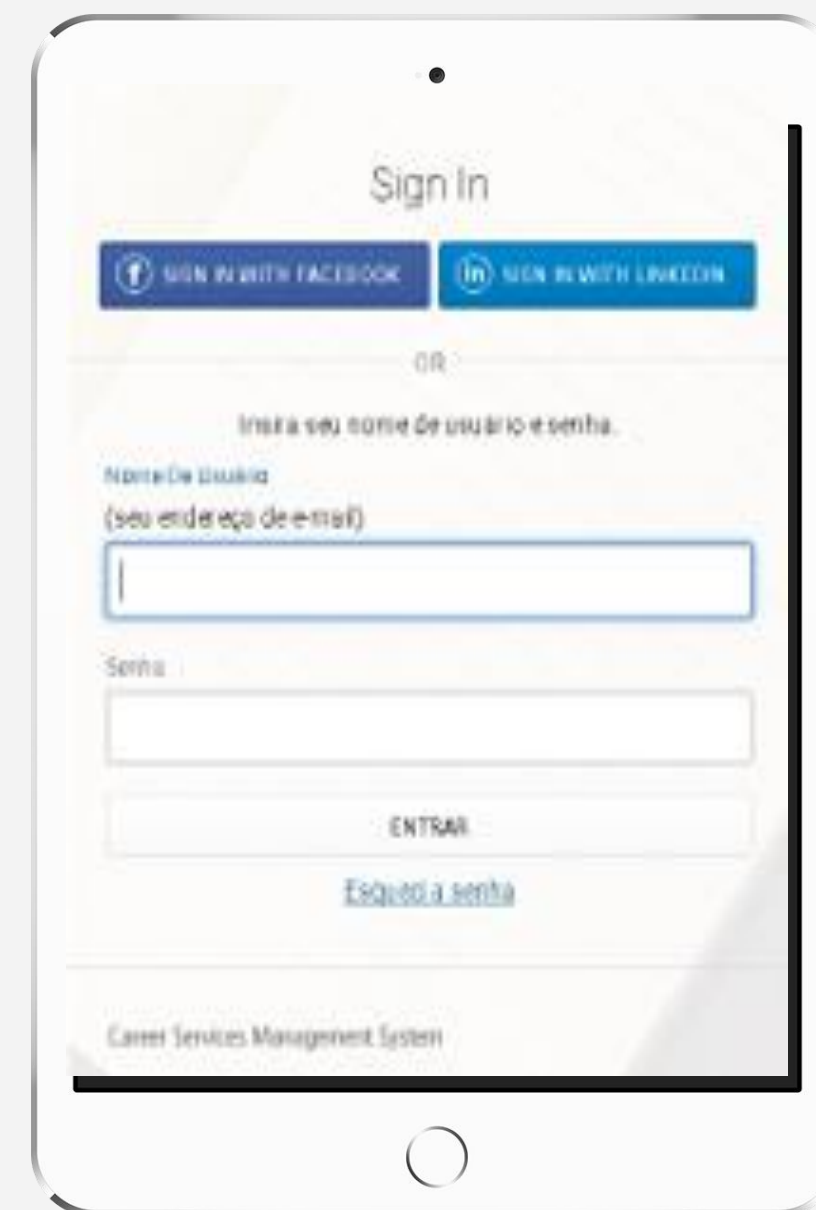 Sign In
SIGN IN WITH FACEBOOK
in SIGN IN WITH LINKEDIN
OR
Insira seu nome de usuário e senha.
Nome De Usuário
(seu endereço de e-mail)
Senha
ENTRAR
Esqueci a senha
Career Services Management System